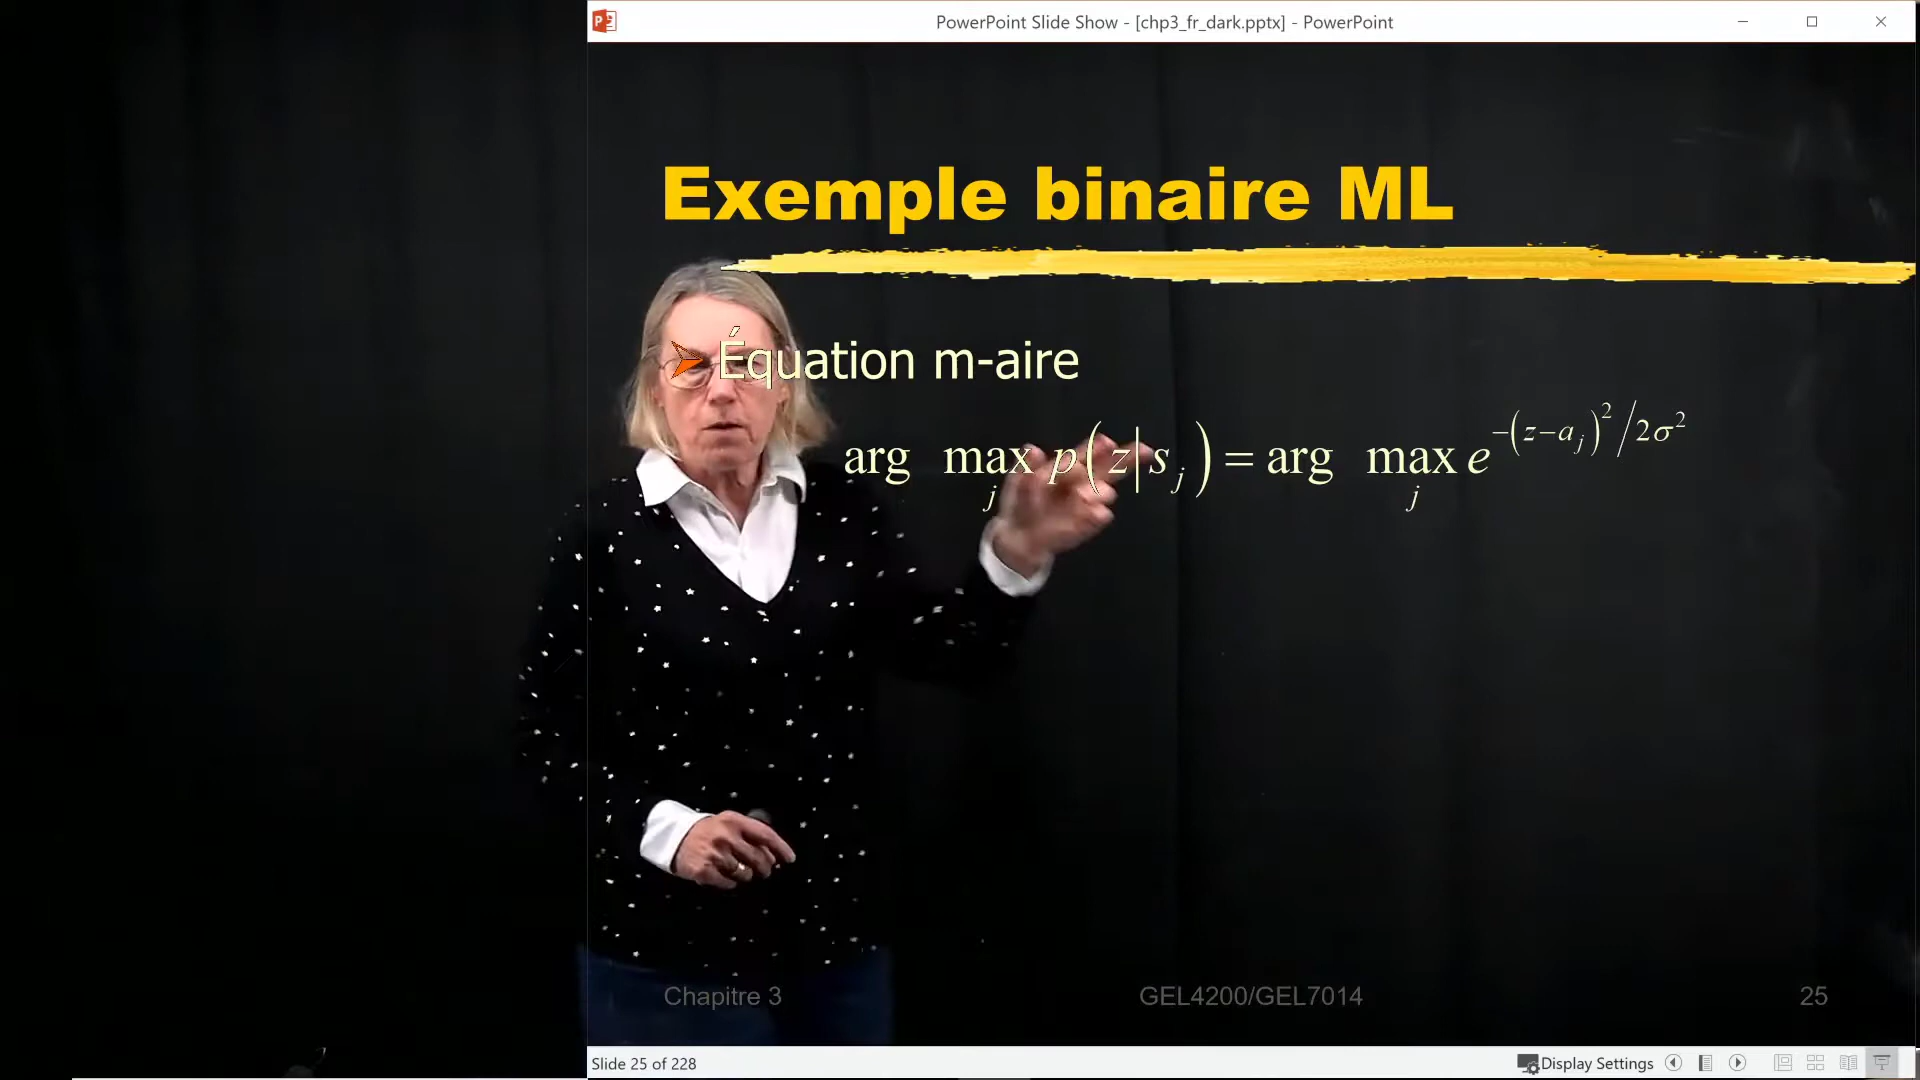 PowerPoint Slide Show - [chp3_fr_dark.pptx] - PowerPoint
Exemple binaire ML
Équation m-aire
arg max_j p(z|s_j) = arg max_j e^{-(z-a_j)^2/2σ^2}
Chapitre 3 GEL4200/GEL7014 25
Slide 25 of 228 Display Settings